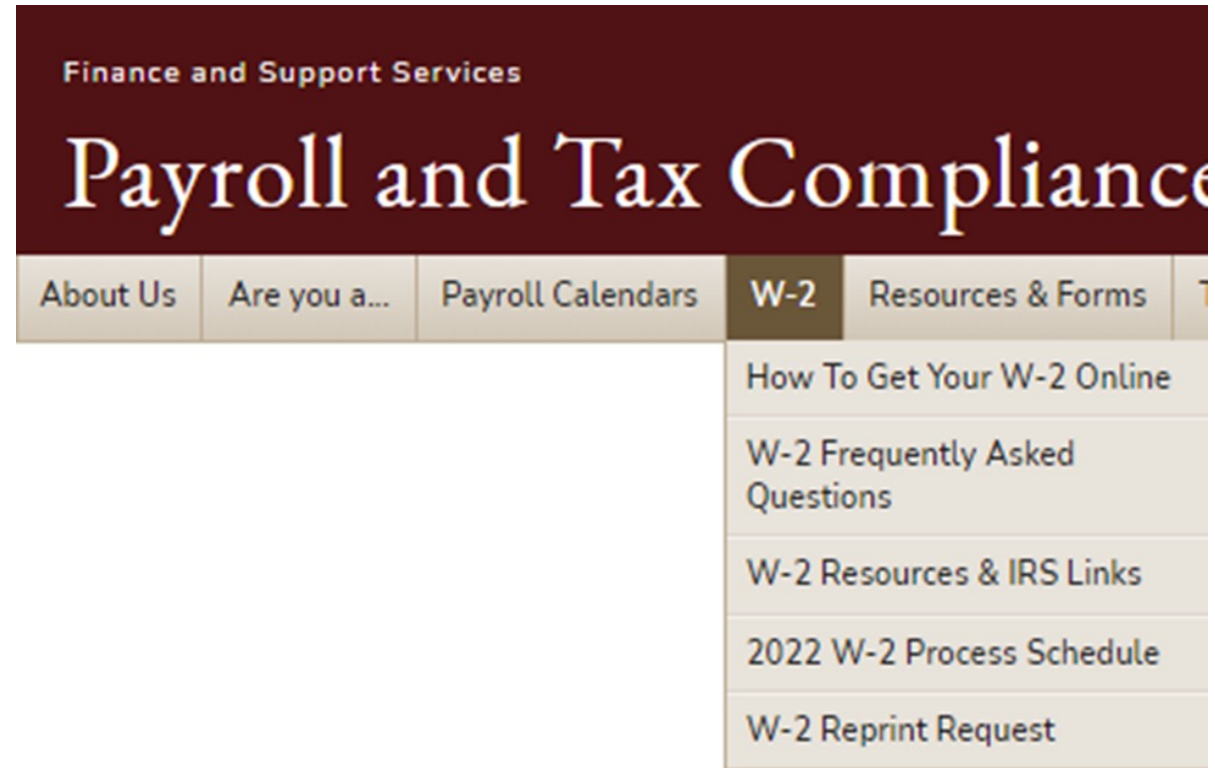 Finance and Support Services
Payroll and Tax Compliance
About Us Are you a... Payroll Calendars W-2 Resources & Forms
How To Get Your W-2 Online
W-2 Frequently Asked
Questions
W-2 Resources & IRS Links
2022 W-2 Process Schedule
W-2 Reprint Request